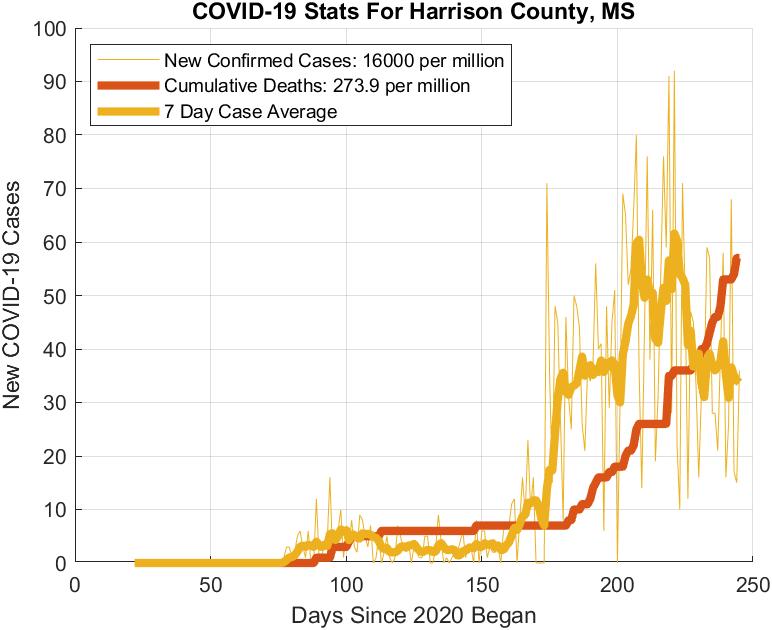 COVID-19 Stats For Harrison County, MS
New Confirmed Cases: 16000 per million
Cumulative Deaths: 273.9 per million
7 Day Case Average
New COVID-19 Cases
100
90
80
70
60
50
40
30
20
10
0
0 50 100 150 200 250
Days Since 2020 Began